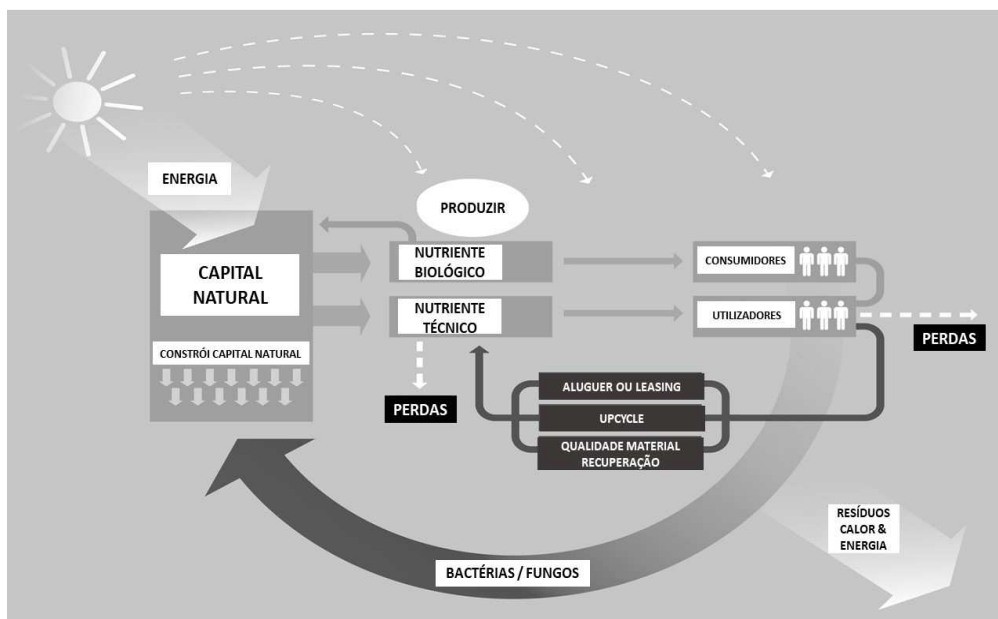 ENERGIA
PRODUZIR
CAPITAL
NATURAL
NUTRIENTE
BIOLÓGICO
CONSUMIDORES
NUTRIENTE
TÉCNICO
UTILIZADORES
PERDAS
CONSTRÓI CAPITAL NATURAL
PERDAS
ALUGUER OU LEASING
UPCYCLE
QUALIDADE MATERIAL
RECUPERAÇÃO
RESÍDUOS
CALOR &
ENERGIA
BACTÉRIAS / FUNGOS